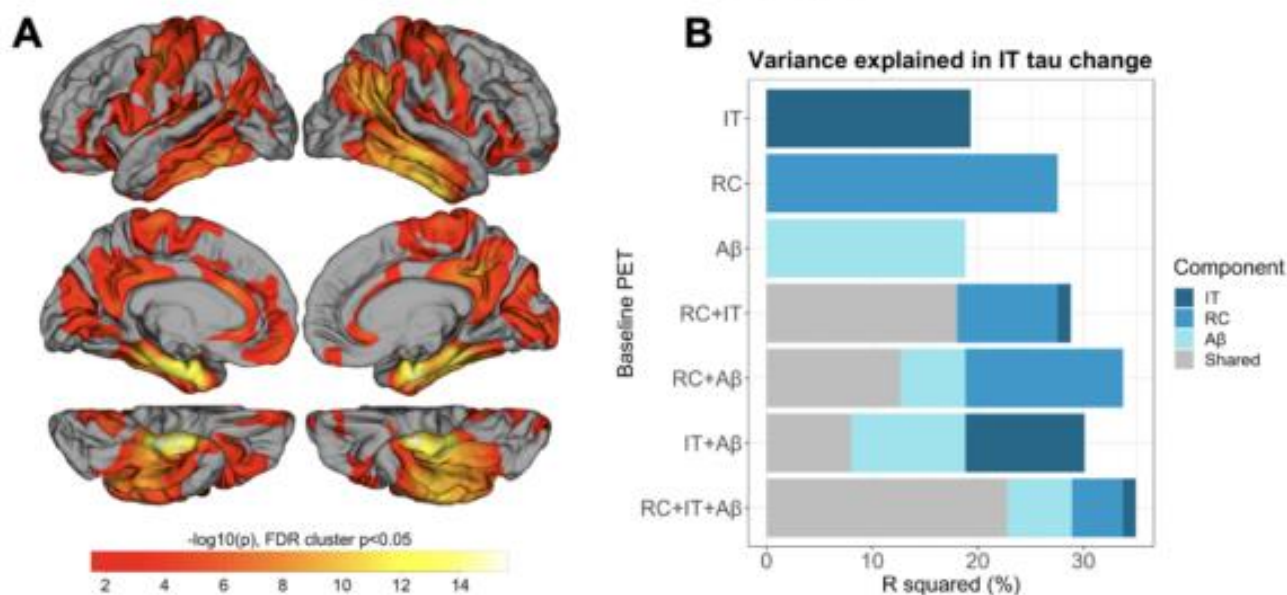 A
-log10(p), FDR cluster p<0.05
2 4 6 8 10 12 14
B
Variance explained in IT tau change
Baseline PET
IT
RC
Aβ
RC+IT
RC+Aβ
IT+Aβ
RC+IT+Aβ
0 10 20 30
R squared (%)
Component
IT
RC
Aβ
Shared